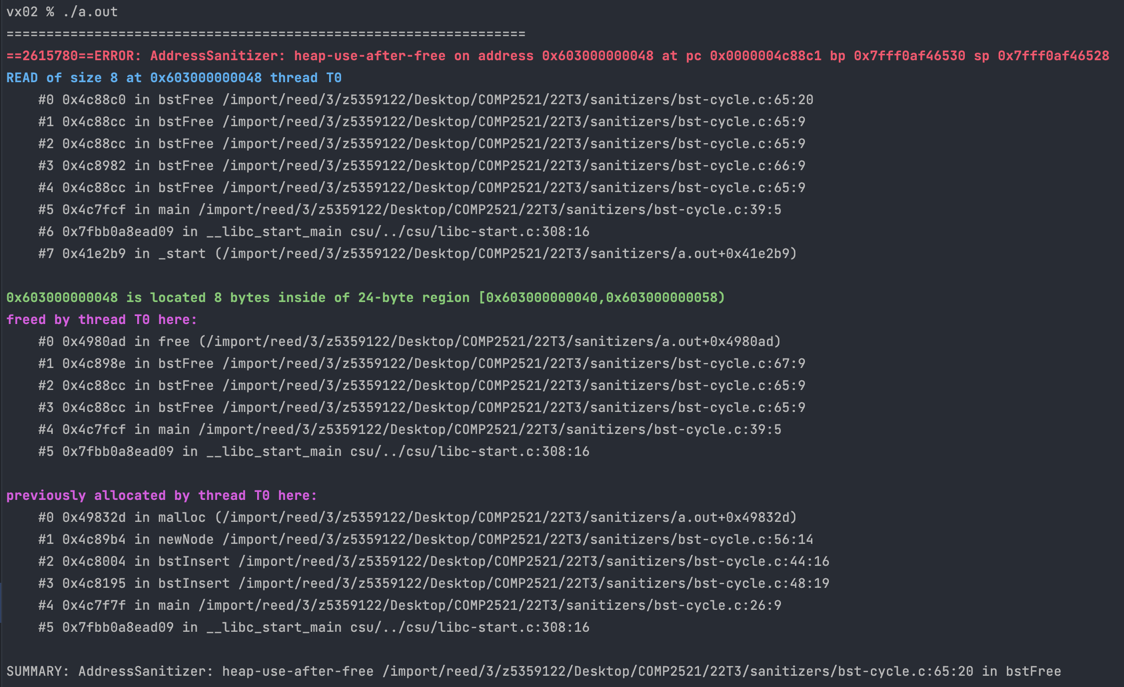 vx02 % ./a.out
=================================================================
==2615780==ERROR: AddressSanitizer: heap-use-after-free on address 0x603000000048 at pc 0x0000004c88c1 bp 0x7fff0af46530 sp 0x7fff0af46528
READ of size 8 at 0x603000000048 thread T0
    #0 0x4c88c0 in bstFree /import/reed/3/z5359122/Desktop/COMP2521/22T3/sanitizers/bst-cycle.c:65:20
    #1 0x4c88cc in bstFree /import/reed/3/z5359122/Desktop/COMP2521/22T3/sanitizers/bst-cycle.c:65:9
    #2 0x4c88cc in bstFree /import/reed/3/z5359122/Desktop/COMP2521/22T3/sanitizers/bst-cycle.c:65:9
    #3 0x4c8982 in bstFree /import/reed/3/z5359122/Desktop/COMP2521/22T3/sanitizers/bst-cycle.c:66:9
    #4 0x4c88cc in bstFree /import/reed/3/z5359122/Desktop/COMP2521/22T3/sanitizers/bst-cycle.c:65:9
    #5 0x4c7fcf in main /import/reed/3/z5359122/Desktop/COMP2521/22T3/sanitizers/bst-cycle.c:39:5
    #6 0x7fbb0a8ead09 in __libc_start_main csu/../csu/libc-start.c:308:16
    #7 0x41e2b9 in _start (/import/reed/3/z5359122/Desktop/COMP2521/22T3/sanitizers/a.out+0x41e2b9)

0x603000000048 is located 8 bytes inside of 24-byte region [0x603000000040,0x603000000058)
freed by thread T0 here:
    #0 0x4980ad in free (/import/reed/3/z5359122/Desktop/COMP2521/22T3/sanitizers/a.out+0x4980ad)
    #1 0x4c898e in bstFree /import/reed/3/z5359122/Desktop/COMP2521/22T3/sanitizers/bst-cycle.c:67:9
    #2 0x4c88cc in bstFree /import/reed/3/z5359122/Desktop/COMP2521/22T3/sanitizers/bst-cycle.c:65:9
    #3 0x4c88cc in bstFree /import/reed/3/z5359122/Desktop/COMP2521/22T3/sanitizers/bst-cycle.c:65:9
    #4 0x4c7fcf in main /import/reed/3/z5359122/Desktop/COMP2521/22T3/sanitizers/bst-cycle.c:39:5
    #5 0x7fbb0a8ead09 in __libc_start_main csu/../csu/libc-start.c:308:16

previously allocated by thread T0 here:
    #0 0x49832d in malloc (/import/reed/3/z5359122/Desktop/COMP2521/22T3/sanitizers/a.out+0x49832d)
    #1 0x4c89b4 in newNode /import/reed/3/z5359122/Desktop/COMP2521/22T3/sanitizers/bst-cycle.c:56:14
    #2 0x4c8004 in bstInsert /import/reed/3/z5359122/Desktop/COMP2521/22T3/sanitizers/bst-cycle.c:44:16
    #3 0x4c8195 in bstInsert /import/reed/3/z5359122/Desktop/COMP2521/22T3/sanitizers/bst-cycle.c:48:19
    #4 0x4c7f7f in main /import/reed/3/z5359122/Desktop/COMP2521/22T3/sanitizers/bst-cycle.c:26:9
    #5 0x7fbb0a8ead09 in __libc_start_main csu/../csu/libc-start.c:308:16

SUMMARY: AddressSanitizer: heap-use-after-free /import/reed/3/z5359122/Desktop/COMP2521/22T3/sanitizers/bst-cycle.c:65:20 in bstFree